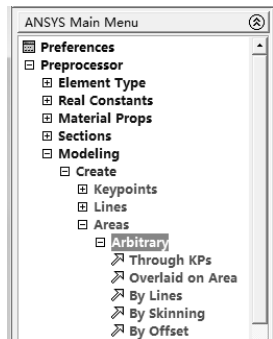 ANSYS Main Menu
Preferences
Preprocessor
Element Type
Real Constants
Material Props
Sections
Modeling
Create
Keypoints
Lines
Areas
Arbitrary
Through KPs
Overlaid on Area
By Lines
By Skinning
By Offset